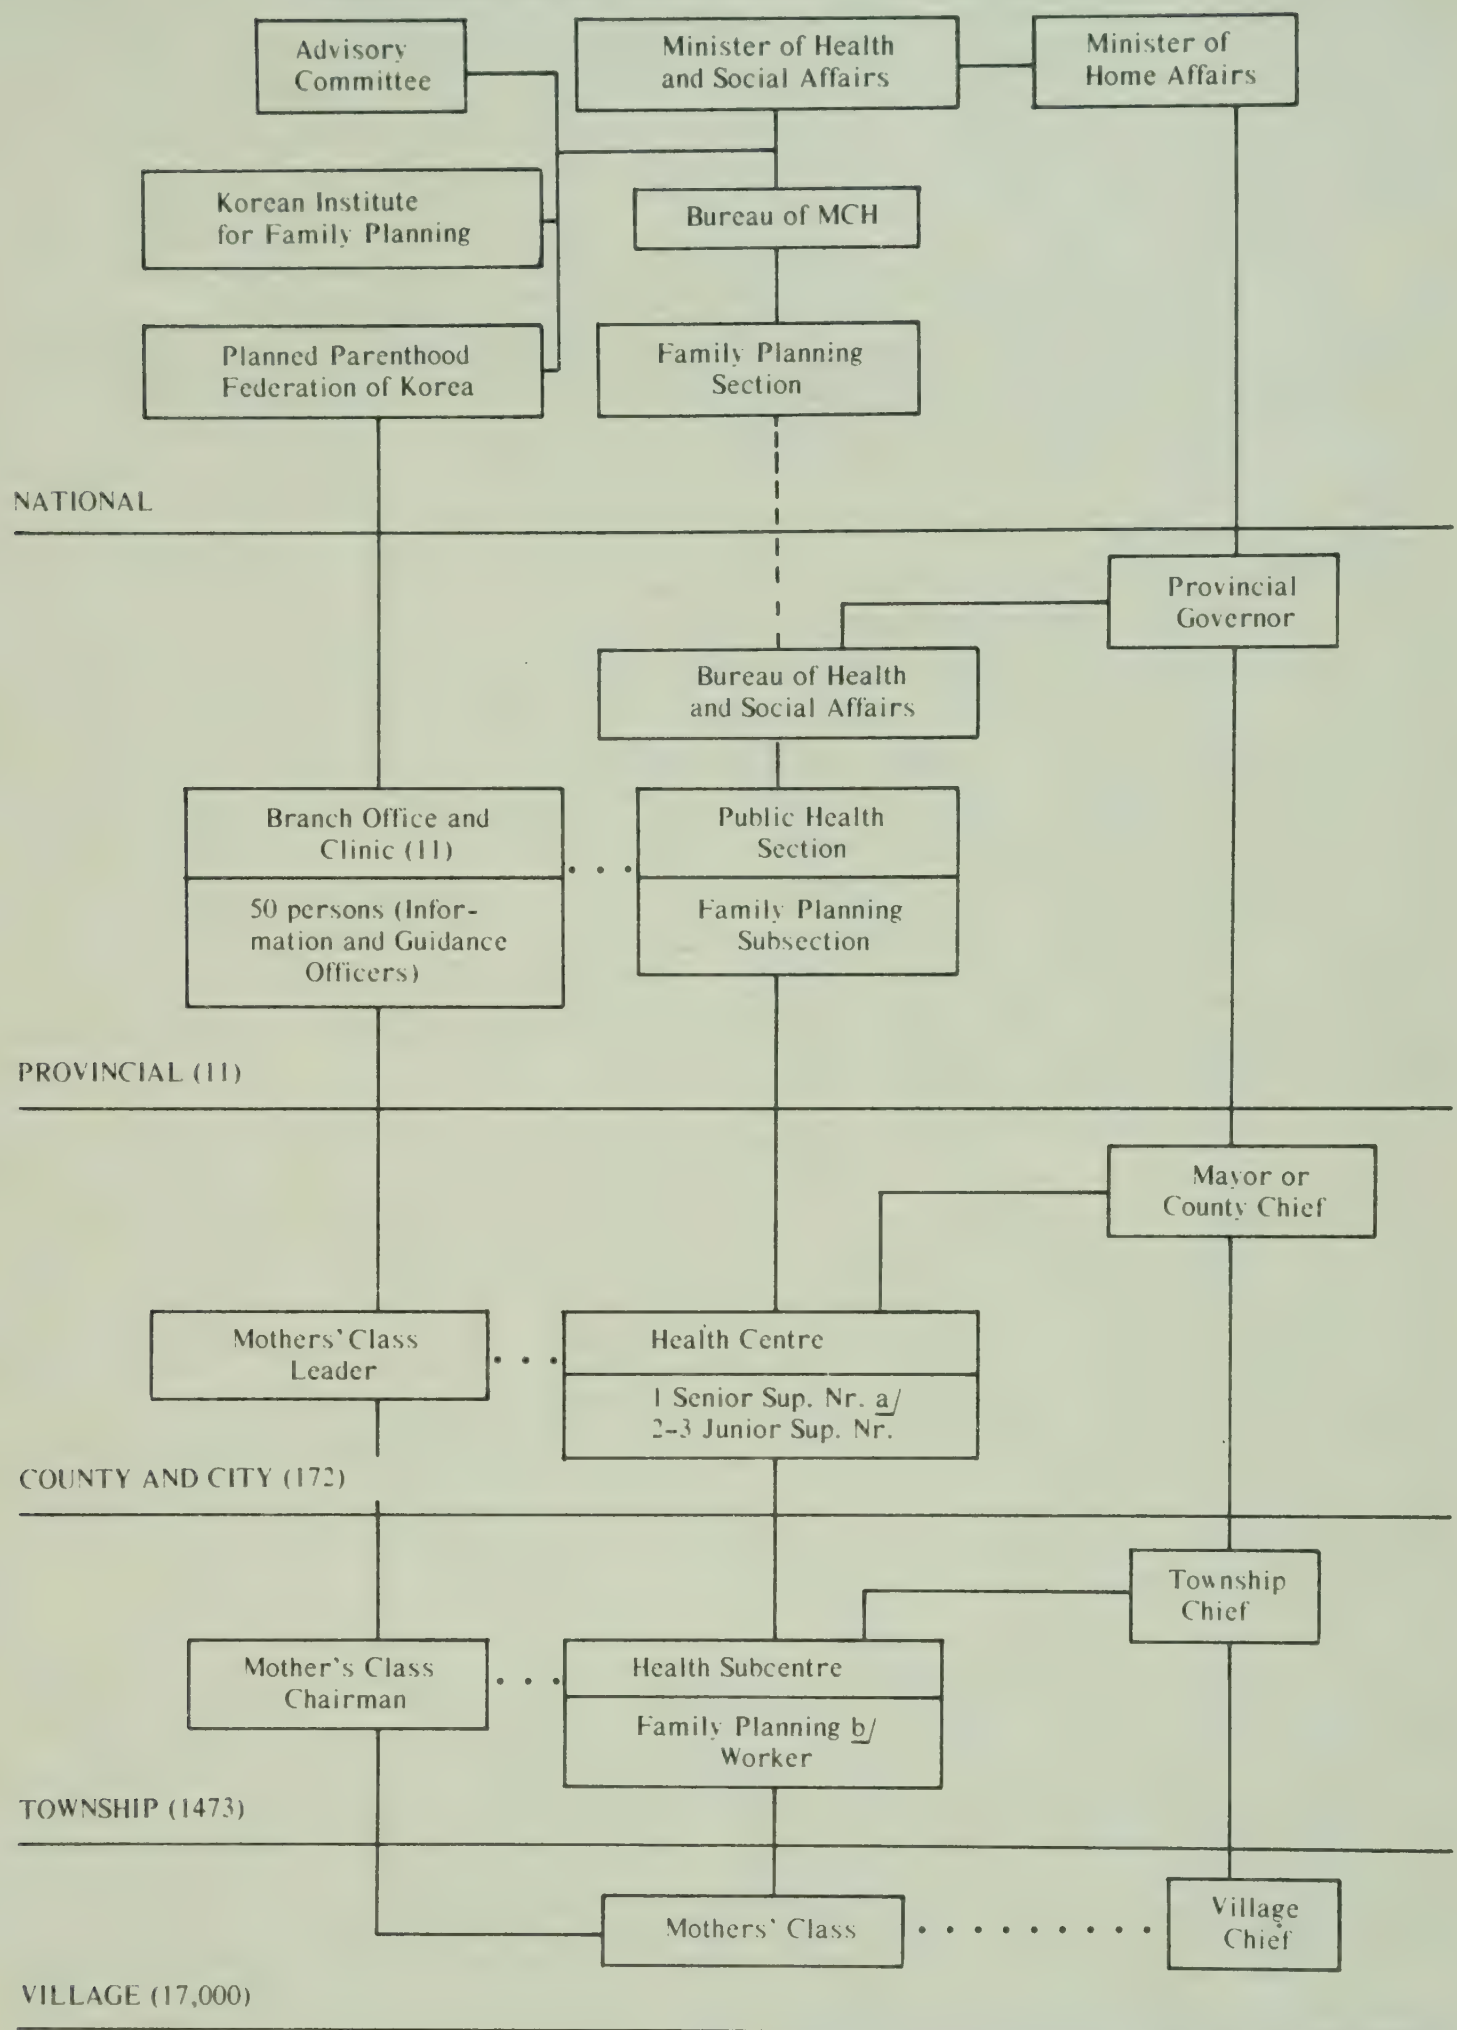 Advisory
Committee
Minister of Health
and Social Affairs
Minister of
Home Affairs
Korean Institute
for Family Planning
Bureau of MCH
Planned Parenthood
Federation of Korea
Family Planning
Section
NATIONAL
Provincial
Governor
Bureau of Health
and Social Affairs
Branch Office and
Clinic (11)
50 persons (Infor-
mation and Guidance
Officers)
Public Health
Section
Family Planning
Subsection
PROVINCIAL (11)
Mayor or
County Chief
Mothers' Class
Leader
Health Centre
1 Senior Sup. Nr. a/
2-3 Junior Sup. Nr.
COUNTY AND CITY (172)
Township
Chief
Mother's Class
Chairman
Health Subcentre
Family Planning b/
Worker
TOWNSHIP (1473)
Mothers' Class
Village
Chief
VILLAGE (17,000)